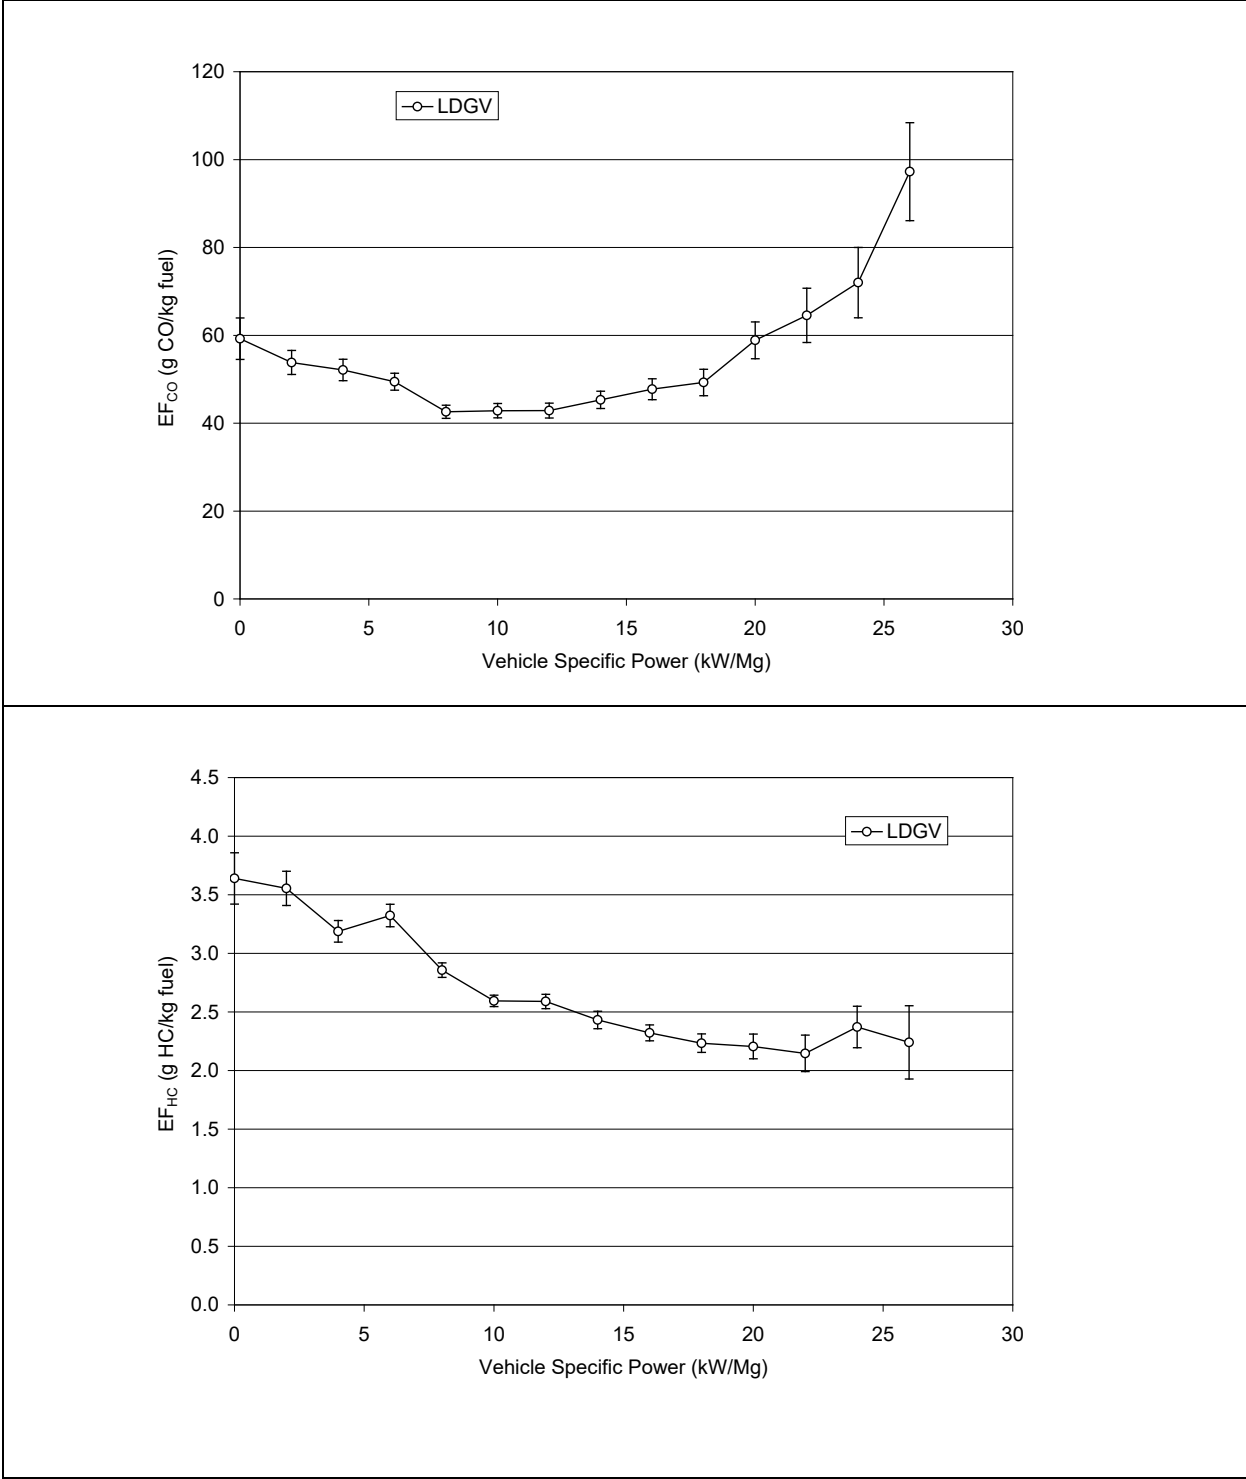 120
100
80
60
40
20
0
EFCO (g CO/kg fuel)
LDGV
0 5 10 15 20 25 30
Vehicle Specific Power (kW/Mg)
4.5
4.0
3.5
3.0
2.5
2.0
1.5
1.0
0.5
0.0
EFHC (g HC/kg fuel)
LDGV
0 5 10 15 20 25 30
Vehicle Specific Power (kW/Mg)